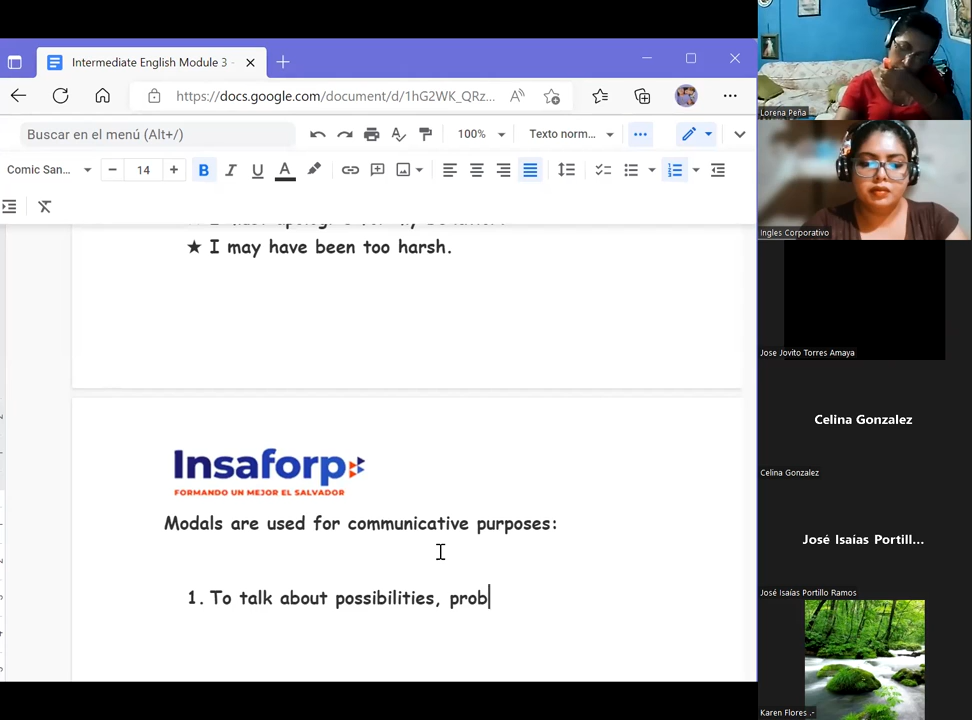 Intermediate English Module 3 -
https://docs.google.com/document/d/1hG2WK_QRz...
Buscar en el menú (Alt+/)
100%
Texto norm...
Comic San...
14
B
I
U
A
★ I may have been too harsh.
Insaforp
FORMANDO UN MEJOR EL SALVADOR
Modals are used for communicative purposes:
1. To talk about possibilities, prob
Lorena Peña
Ingles Corporativo
Jose Jovito Torres Amaya
Celina Gonzalez
Celina Gonzalez
José Isaías Portill...
José Isaías Portillo Ramos
Karen Flores .-